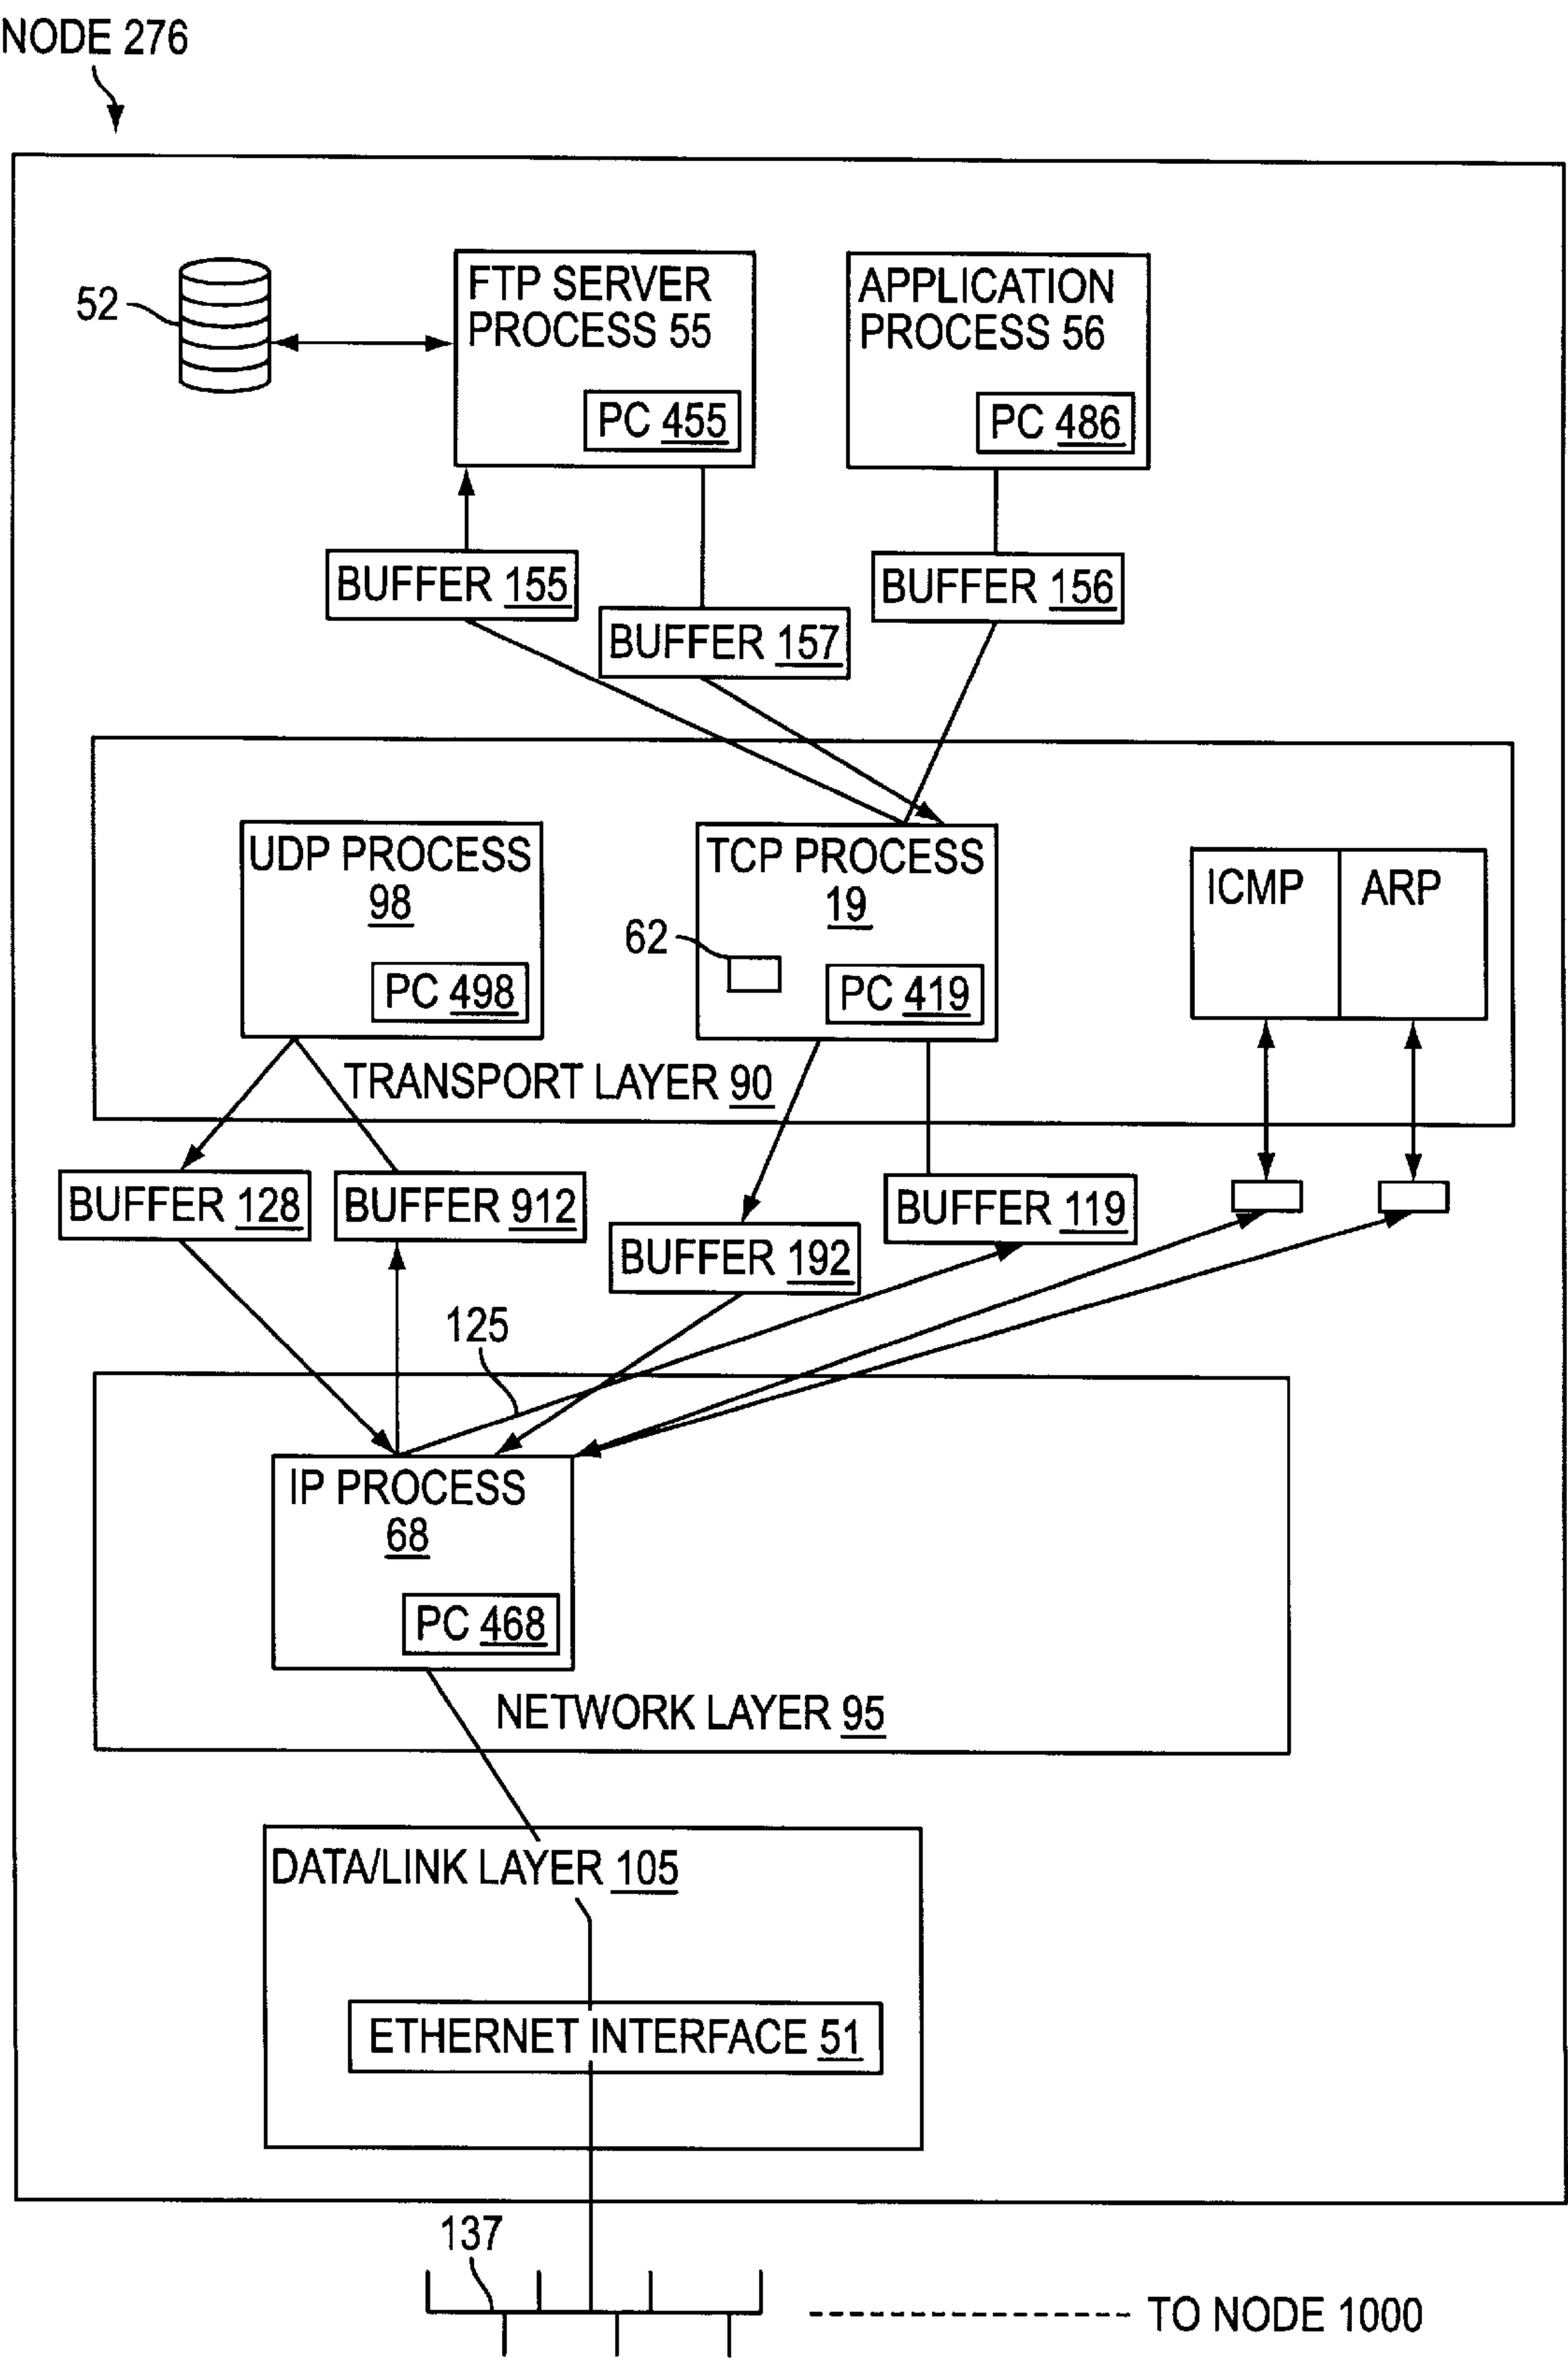 NODE 276
52
FTP SERVER
PROCESS 55
PC 455
APPLICATION
PROCESS 56
PC 486
BUFFER 155
BUFFER 157
BUFFER 156
UDP PROCESS
98
PC 498
TCP PROCESS
19
62
PC 419
ICMP
ARP
TRANSPORT LAYER 90
BUFFER 128
BUFFER 912
BUFFER 192
BUFFER 119
125
IP PROCESS
68
PC 468
NETWORK LAYER 95
DATA/LINK LAYER 105
ETHERNET INTERFACE 51
137
TO NODE 1000